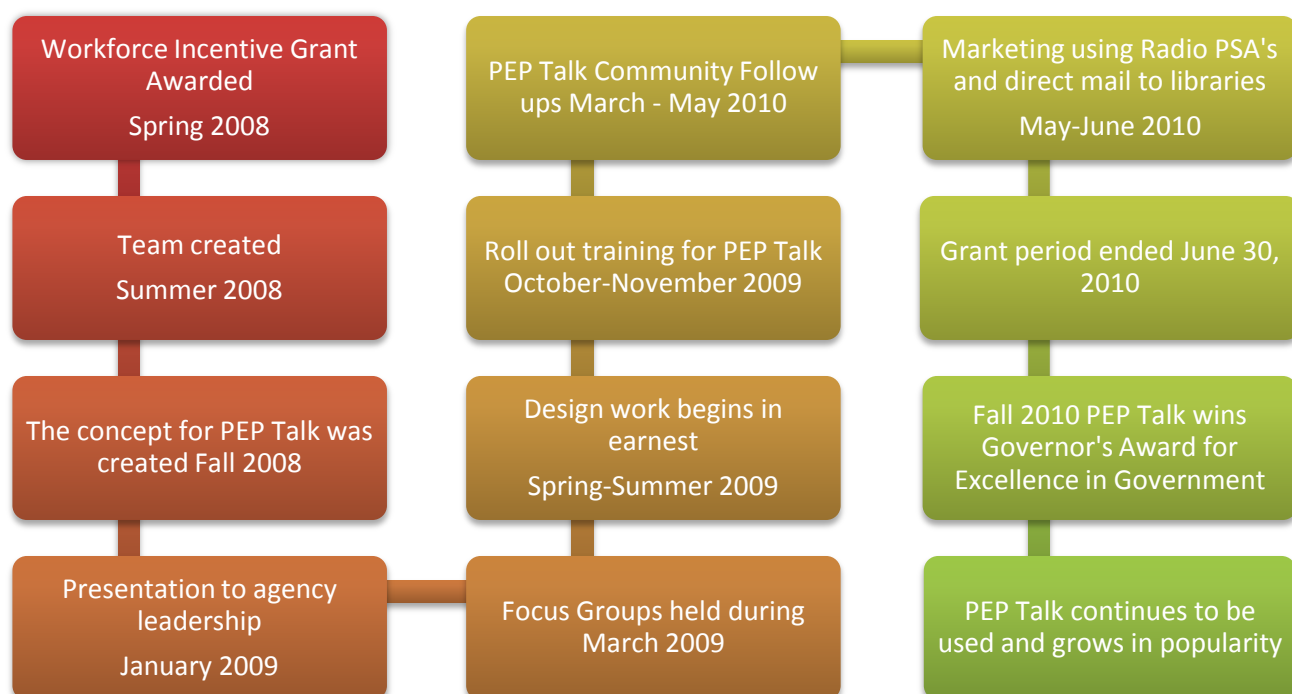 Workforce Incentive Grant
Awarded
Spring 2008
Team created
Summer 2008
The concept for PEP Talk was
created Fall 2008
Presentation to agency
leadership
January 2009
Focus Groups held during
March 2009
Design work begins in
earnest
Spring-Summer 2009
Roll out training for PEP Talk
October-November 2009
PEP Talk Community Follow
ups March - May 2010
Marketing using Radio PSA's
and direct mail to libraries
May-June 2010
Grant period ended June 30,
2010
Fall 2010 PEP Talk wins
Governor's Award for
Excellence in Government
PEP Talk continues to be
used and grows in popularity